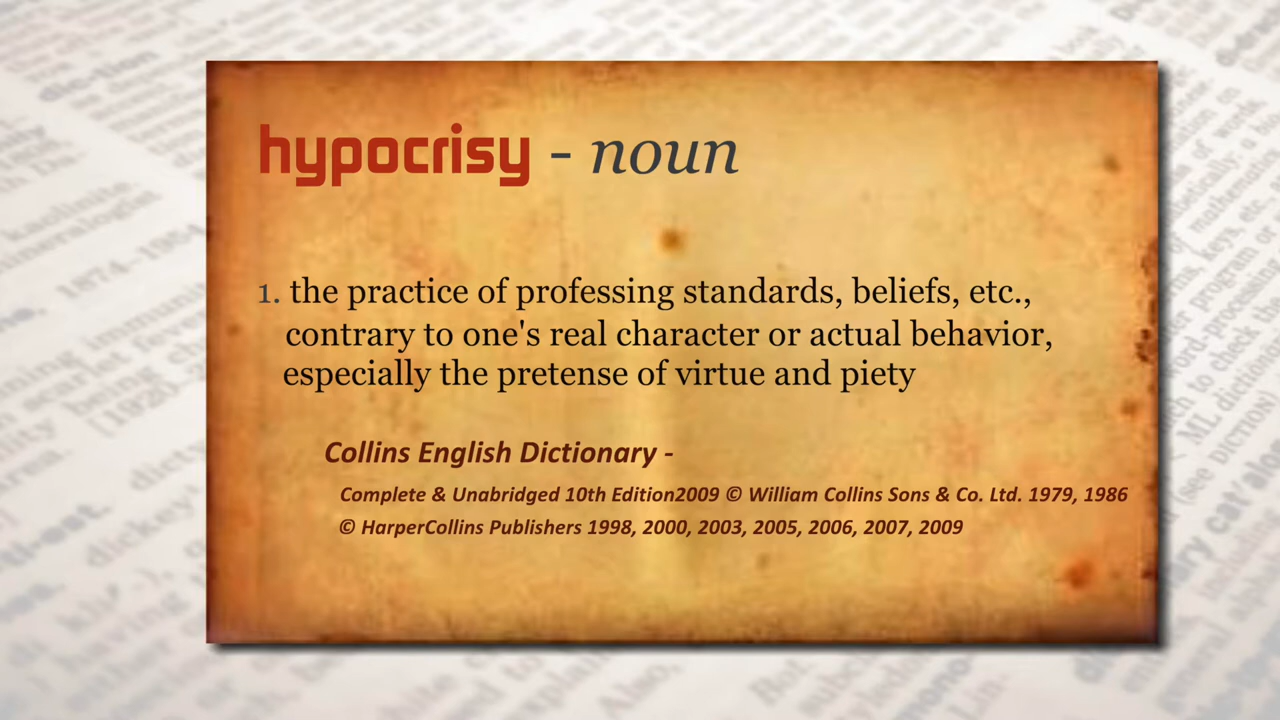 hypocrisy - noun
1. the practice of professing standards, beliefs, etc.,
contrary to one's real character or actual behavior,
especially the pretense of virtue and piety
Collins English Dictionary -
Complete & Unabridged 10th Edition2009 © William Collins Sons & Co. Ltd. 1979, 1986
© HarperCollins Publishers 1998, 2000, 2003, 2005, 2006, 2007, 2009